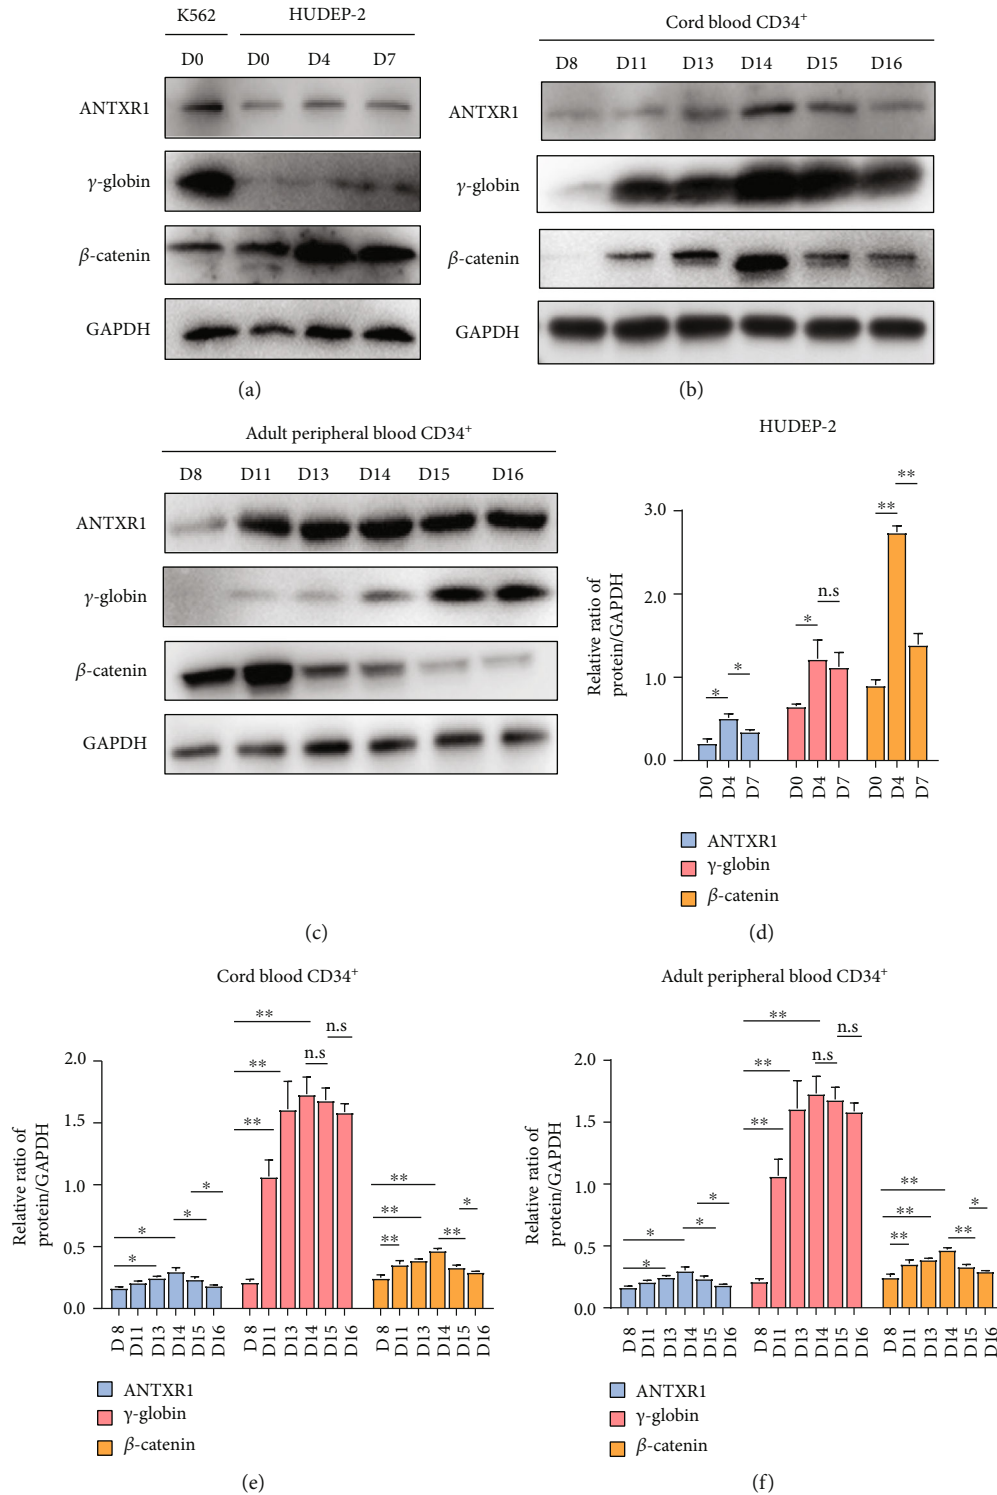 K562 HUDEP-2
D0 D0 D4 D7
ANTXR1
γ-globin
β-catenin
GAPDH
(a)
Cord blood CD34+
D8 D11 D13 D14 D15 D16
ANTXR1
γ-globin
β-catenin
GAPDH
(b)
Adult peripheral blood CD34+
D8 D11 D13 D14 D15 D16
ANTXR1
γ-globin
β-catenin
GAPDH
(c)
HUDEP-2
Relative ratio of
protein/GAPDH
3.0
2.0
1.0
0.0
* * * n.s ** **
D0 D4 D7 D0 D4 D7 D0 D4 D7
ANTXR1
γ-globin
β-catenin
(d)
Cord blood CD34+
Relative ratio of
protein/GAPDH
2.0
1.5
1.0
0.5
0.0
* * * * ** ** ** n.s n.s ** ** ** ** *
D 8 D11 D13 D14 D15 D16 D 8 D11 D13 D14 D15 D16 D 8 D11 D13 D14 D15 D16
ANTXR1
γ-globin
β-catenin
(e)
Adult peripheral blood CD34+
Relative ratio of
protein/GAPDH
2.0
1.5
1.0
0.5
0.0
* * * * ** ** ** n.s n.s ** ** ** ** *
D 8 D11 D13 D14 D15 D16 D 8 D11 D13 D14 D15 D16 D 8 D11 D13 D14 D15 D16
ANTXR1
γ-globin
β-catenin
(f)